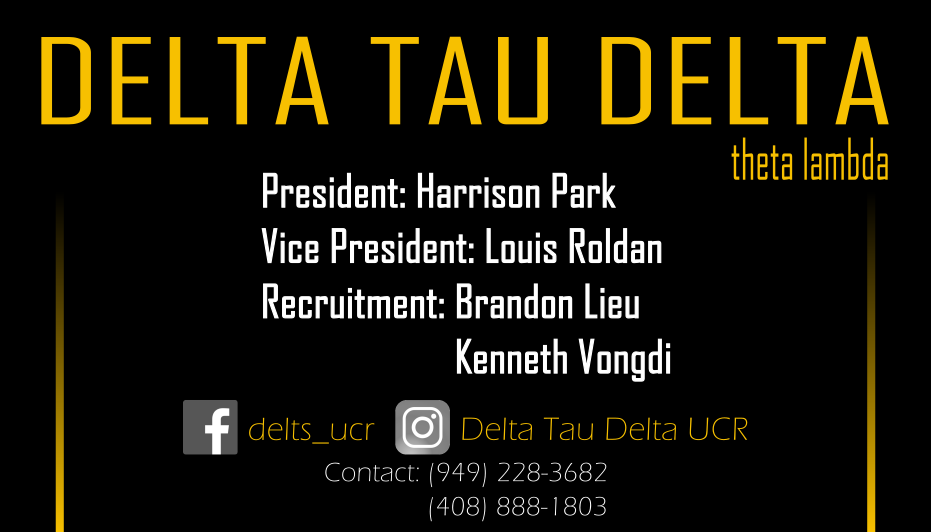 DELTA TAU DELTA
theta lambda
President: Harrison Park
Vice President: Louis Roldan
Recruitment: Brandon Lieu
Kenneth Vongdi
delts_ucr Delta Tau Delta UCR
Contact: (949) 228-3682
(408) 888-1803